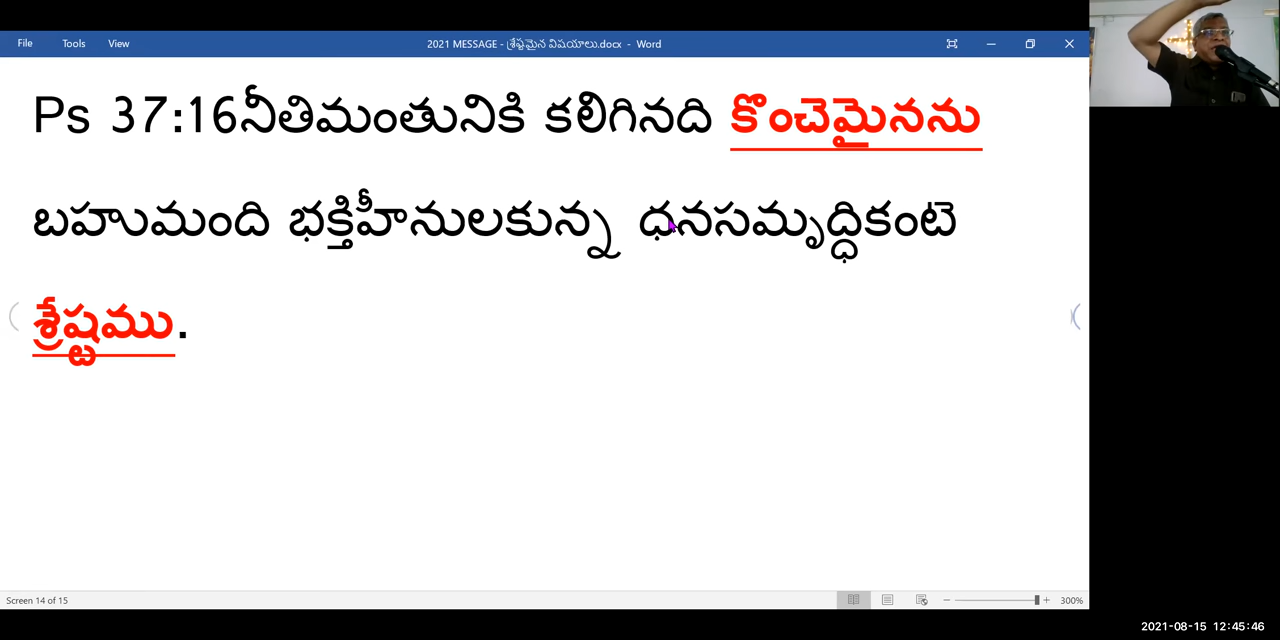 File Tools View 2021 MESSAGE - శ్రేష్ఠమైన విషయాలు.docx - Word
Ps 37:16నీతిమంతునికి కలిగినది కొంచెమైనను
బహుమంది భక్తిహీనులకున్న ధనసమృద్ధికంటె
శ్రేష్టము.
Screen 14 of 15 300%
2021-08-15 12:45:46